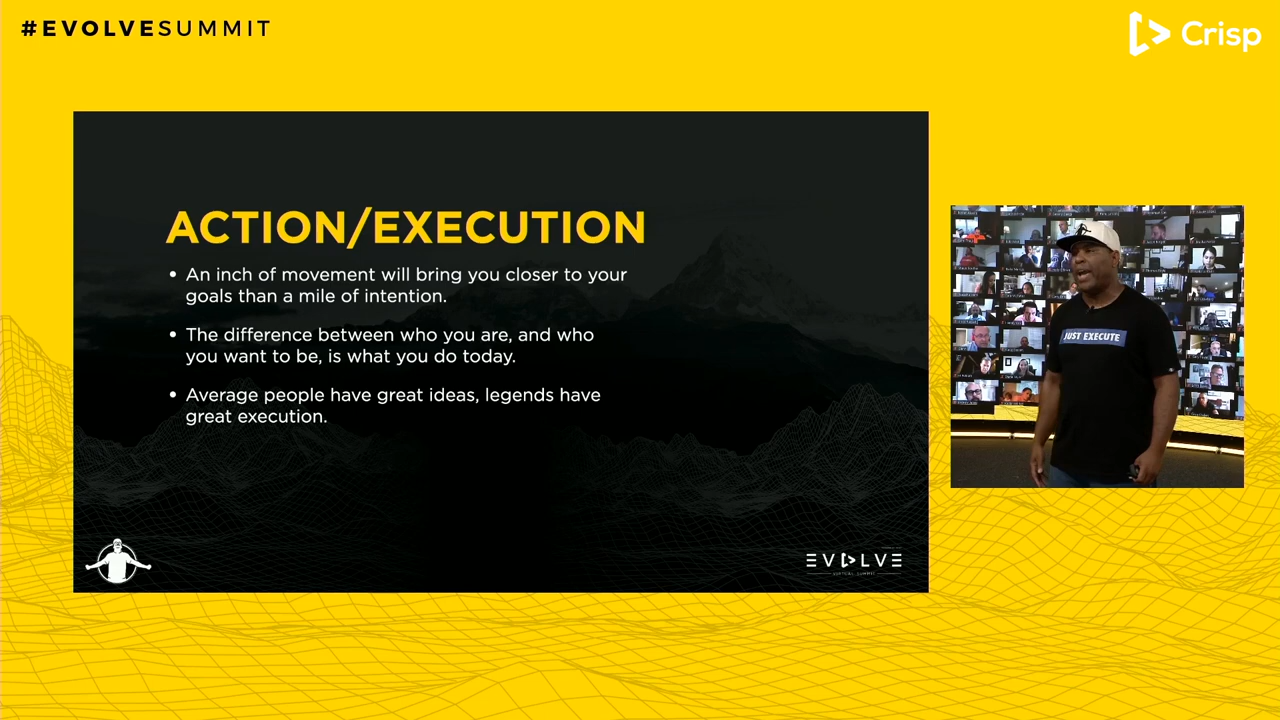 #EVOLVESUMMIT
Crisp
ACTION/EXECUTION
• An inch of movement will bring you closer to your
goals than a mile of intention.
• The difference between who you are, and who
you want to be, is what you do today.
• Average people have great ideas, legends have
great execution.
JUST EXECUTE
EVOLVE
VIRTUAL SUMMIT